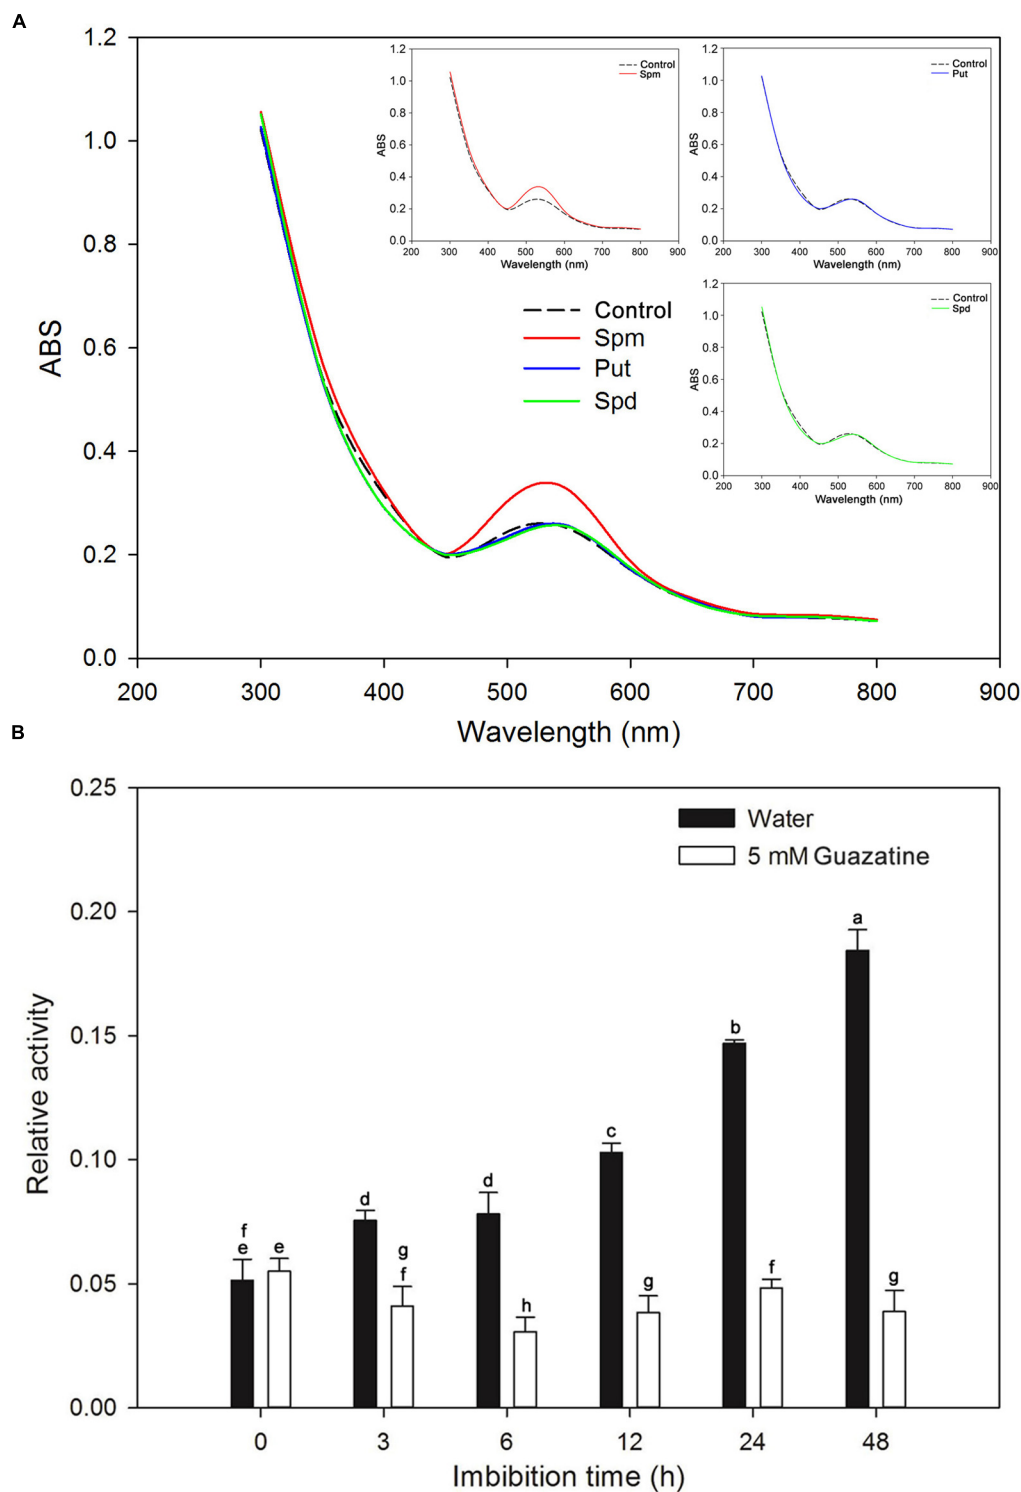 A
1.2
1.0
0.8
0.6
0.4
0.2
0.0
ABS
200 300 400 500 600 700 800 900
Wavelength (nm)
Control
Spm
Put
Spd
1.2
1.0
0.8
0.6
0.4
0.2
0.0
ABS
200 300 400 500 600 700 800 900
Wavelength (nm)
Control
Spm
1.2
1.0
0.8
0.6
0.4
0.2
0.0
ABS
200 300 400 500 600 700 800 900
Wavelength (nm)
Control
Put
1.2
1.0
0.8
0.6
0.4
0.2
0.0
ABS
200 300 400 500 600 700 800 900
Wavelength (nm)
Control
Spd
B
0.25
0.20
0.15
0.10
0.05
0.00
Relative activity
Water
5 mM Guazatine
f
e
e
d
g
f
d
h
c
g
b
f
a
g
0 3 6 12 24 48
Imbibition time (h)